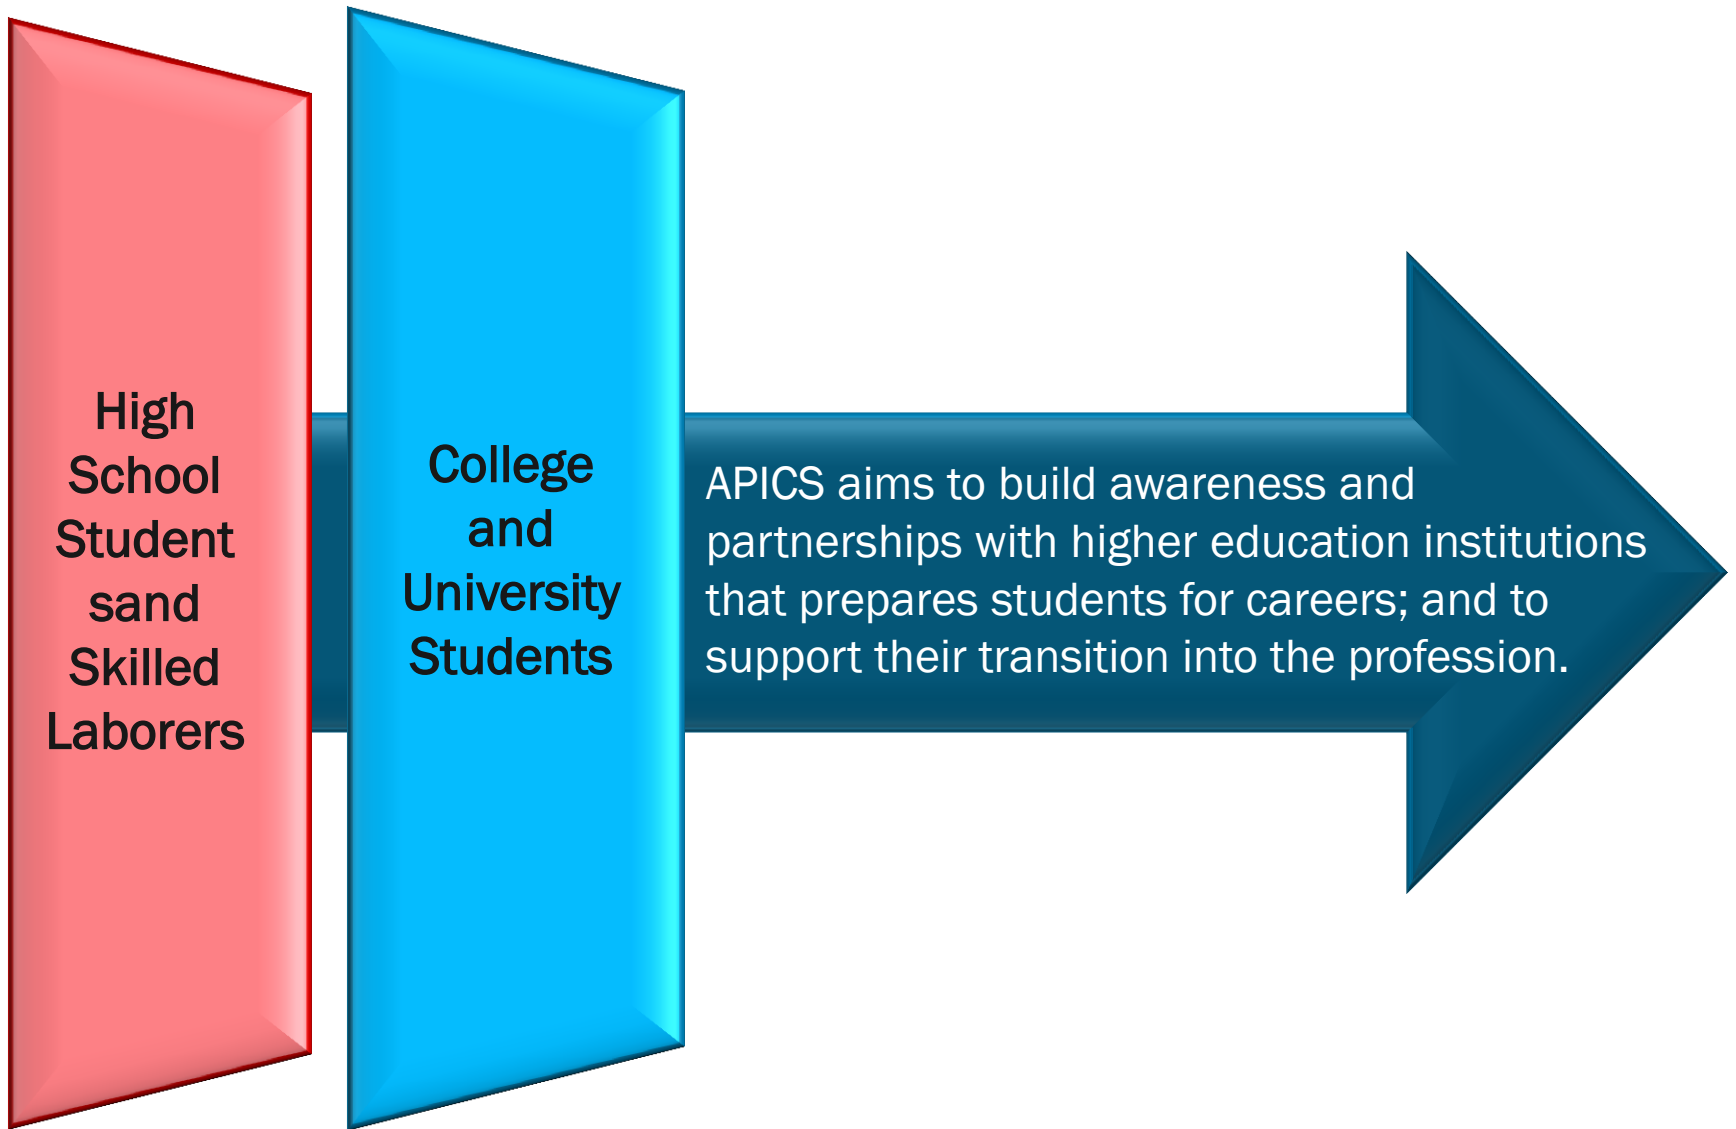 High
School
Student
sand
Skilled
Laborers
College
and
University
Students
APICS aims to build awareness and
partnerships with higher education institutions
that prepares students for careers; and to
support their transition into the profession.